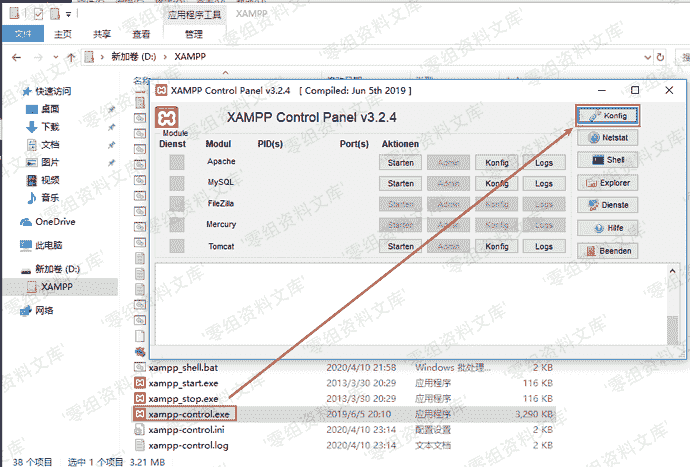 应用程序工具 XAMPP
文件 主页 共享 查看 管理
新加卷 (D:) XAMPP
快速访问
桌面
下载
文档
图片
视频
音乐
OneDrive
此电脑
新加卷 (D:)
XAMPP
网络
XAMPP Control Panel v3.2.4 [ Compiled: Jun 5th 2019 ]
XAMPP Control Panel v3.2.4
Konfig
Module
Dienst Modul PID(s) Port(s) Aktionen
Netstat
Apache Starten Admin Konfig Logs
Shell
MySQL Starten Admin Konfig Logs
Explorer
FileZilla Starten Admin Konfig Logs
Dienste
Mercury Starten Admin Konfig Logs
Hilfe
Tomcat Starten Admin Konfig Logs
Beenden
xampp_shell.bat 2020/4/10 21:58 Windows 批处理... 2 KB
xampp_start.exe 2013/3/30 20:29 应用程序 116 KB
xampp_stop.exe 2013/3/30 20:29 应用程序 116 KB
xampp-control.exe 2019/6/5 20:10 应用程序 3,290 KB
xampp-control.ini 2020/4/10 23:14 配置设置 2 KB
xampp-control.log 2020/4/10 23:14 文本文档 2 KB
38 个项目 选中 1 个项目 3.21 MB
零组资料文库